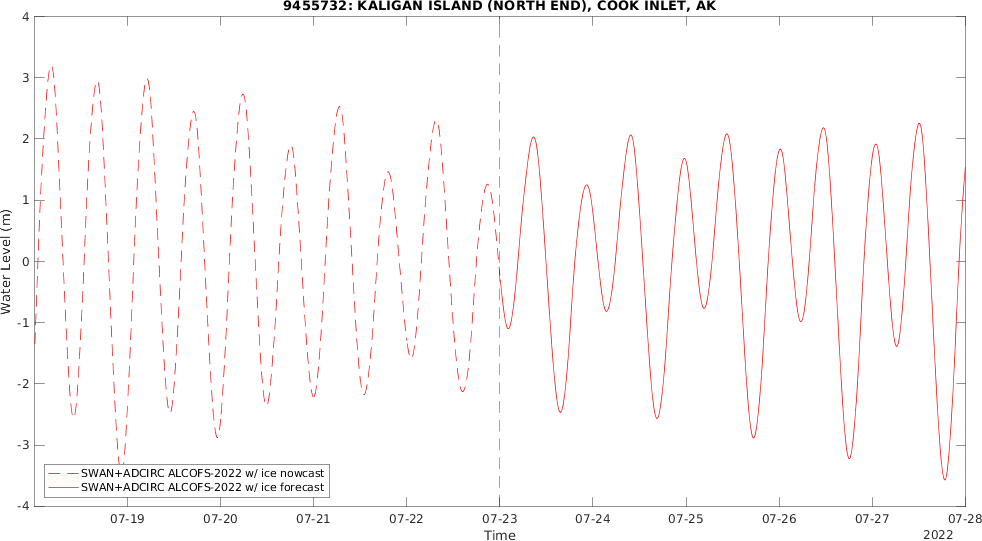 9455732: KALIGAN ISLAND (NORTH END), COOK INLET, AK
4
3
2
1
0
-1
-2
-3
-4
Water Level (m)
SWAN+ADCIRC ALCOFS-2022 w/ ice nowcast
SWAN+ADCIRC ALCOFS-2022 w/ ice forecast
07-19 07-20 07-21 07-22 07-23 07-24 07-25 07-26 07-27 07-28
Time
2022